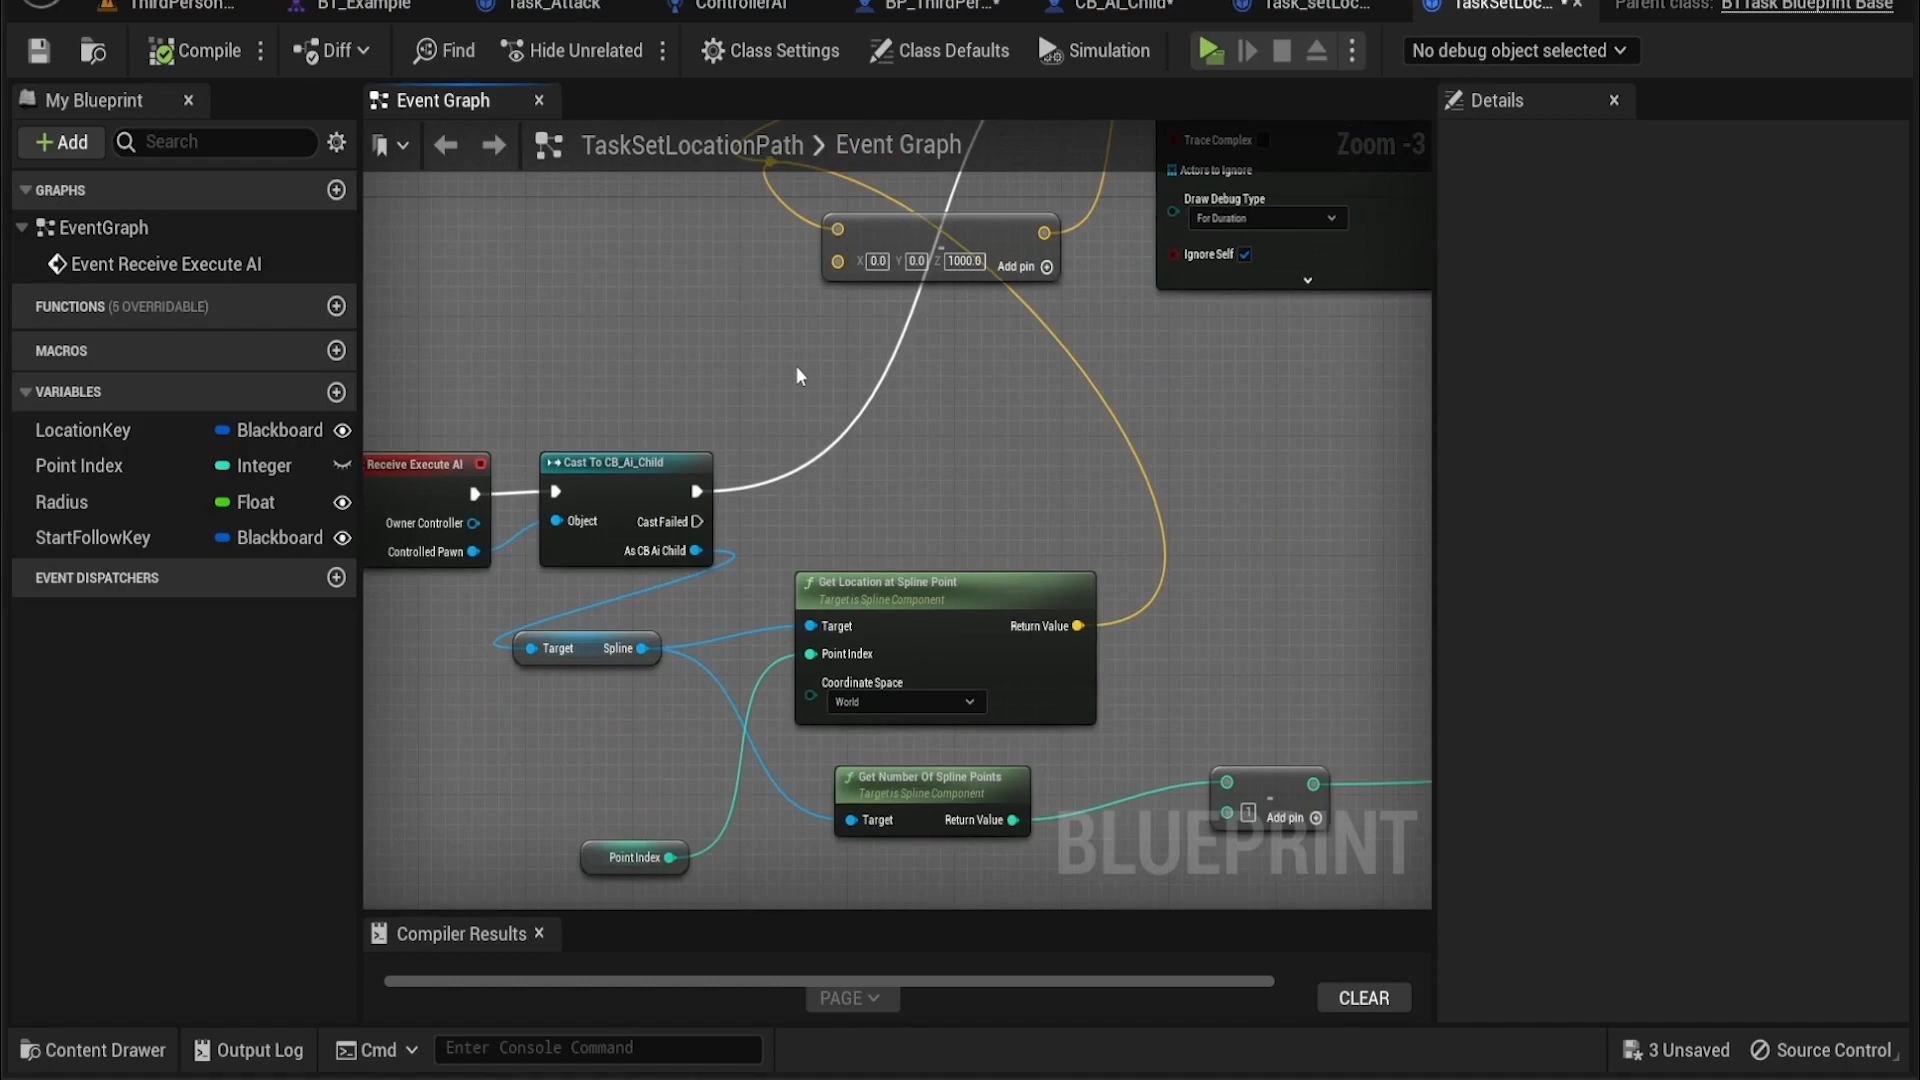 ThirdPerson...
BT_Example
Task_Attack
ControllerAI
BP_ThirdPer...*
CB_Ai_Child*
Task_setLoc...
TaskSetLoc... *
Parent class: BTTask Blueprint Base
Compile
Diff
Find
Hide Unrelated
Class Settings
Class Defaults
Simulation
No debug object selected
My Blueprint
Event Graph
Details
Add
Search
TaskSetLocationPath > Event Graph
Zoom -3
GRAPHS
EventGraph
Event Receive Execute AI
FUNCTIONS (5 OVERRIDABLE)
MACROS
VARIABLES
LocationKey Blackboard
Point Index Integer
Radius Float
StartFollowKey Blackboard
EVENT DISPATCHERS
Trace Complex
Actors to Ignore
Draw Debug Type
For Duration
Ignore Self
-
X 0.0 Y 0.0 Z 1000.0 Add pin
Receive Execute AI
Owner Controller
Controlled Pawn
Cast To CB_Ai_Child
Object Cast Failed
As CB Ai Child
Target Spline
f Get Location at Spline Point
Target is Spline Component
Target Return Value
Point Index
Coordinate Space
World
f Get Number Of Spline Points
Target is Spline Component
Target Return Value
-
1 Add pin
Point Index
BLUEPRINT
Compiler Results
PAGE
CLEAR
Content Drawer
Output Log
Cmd
Enter Console Command
3 Unsaved
Source Control